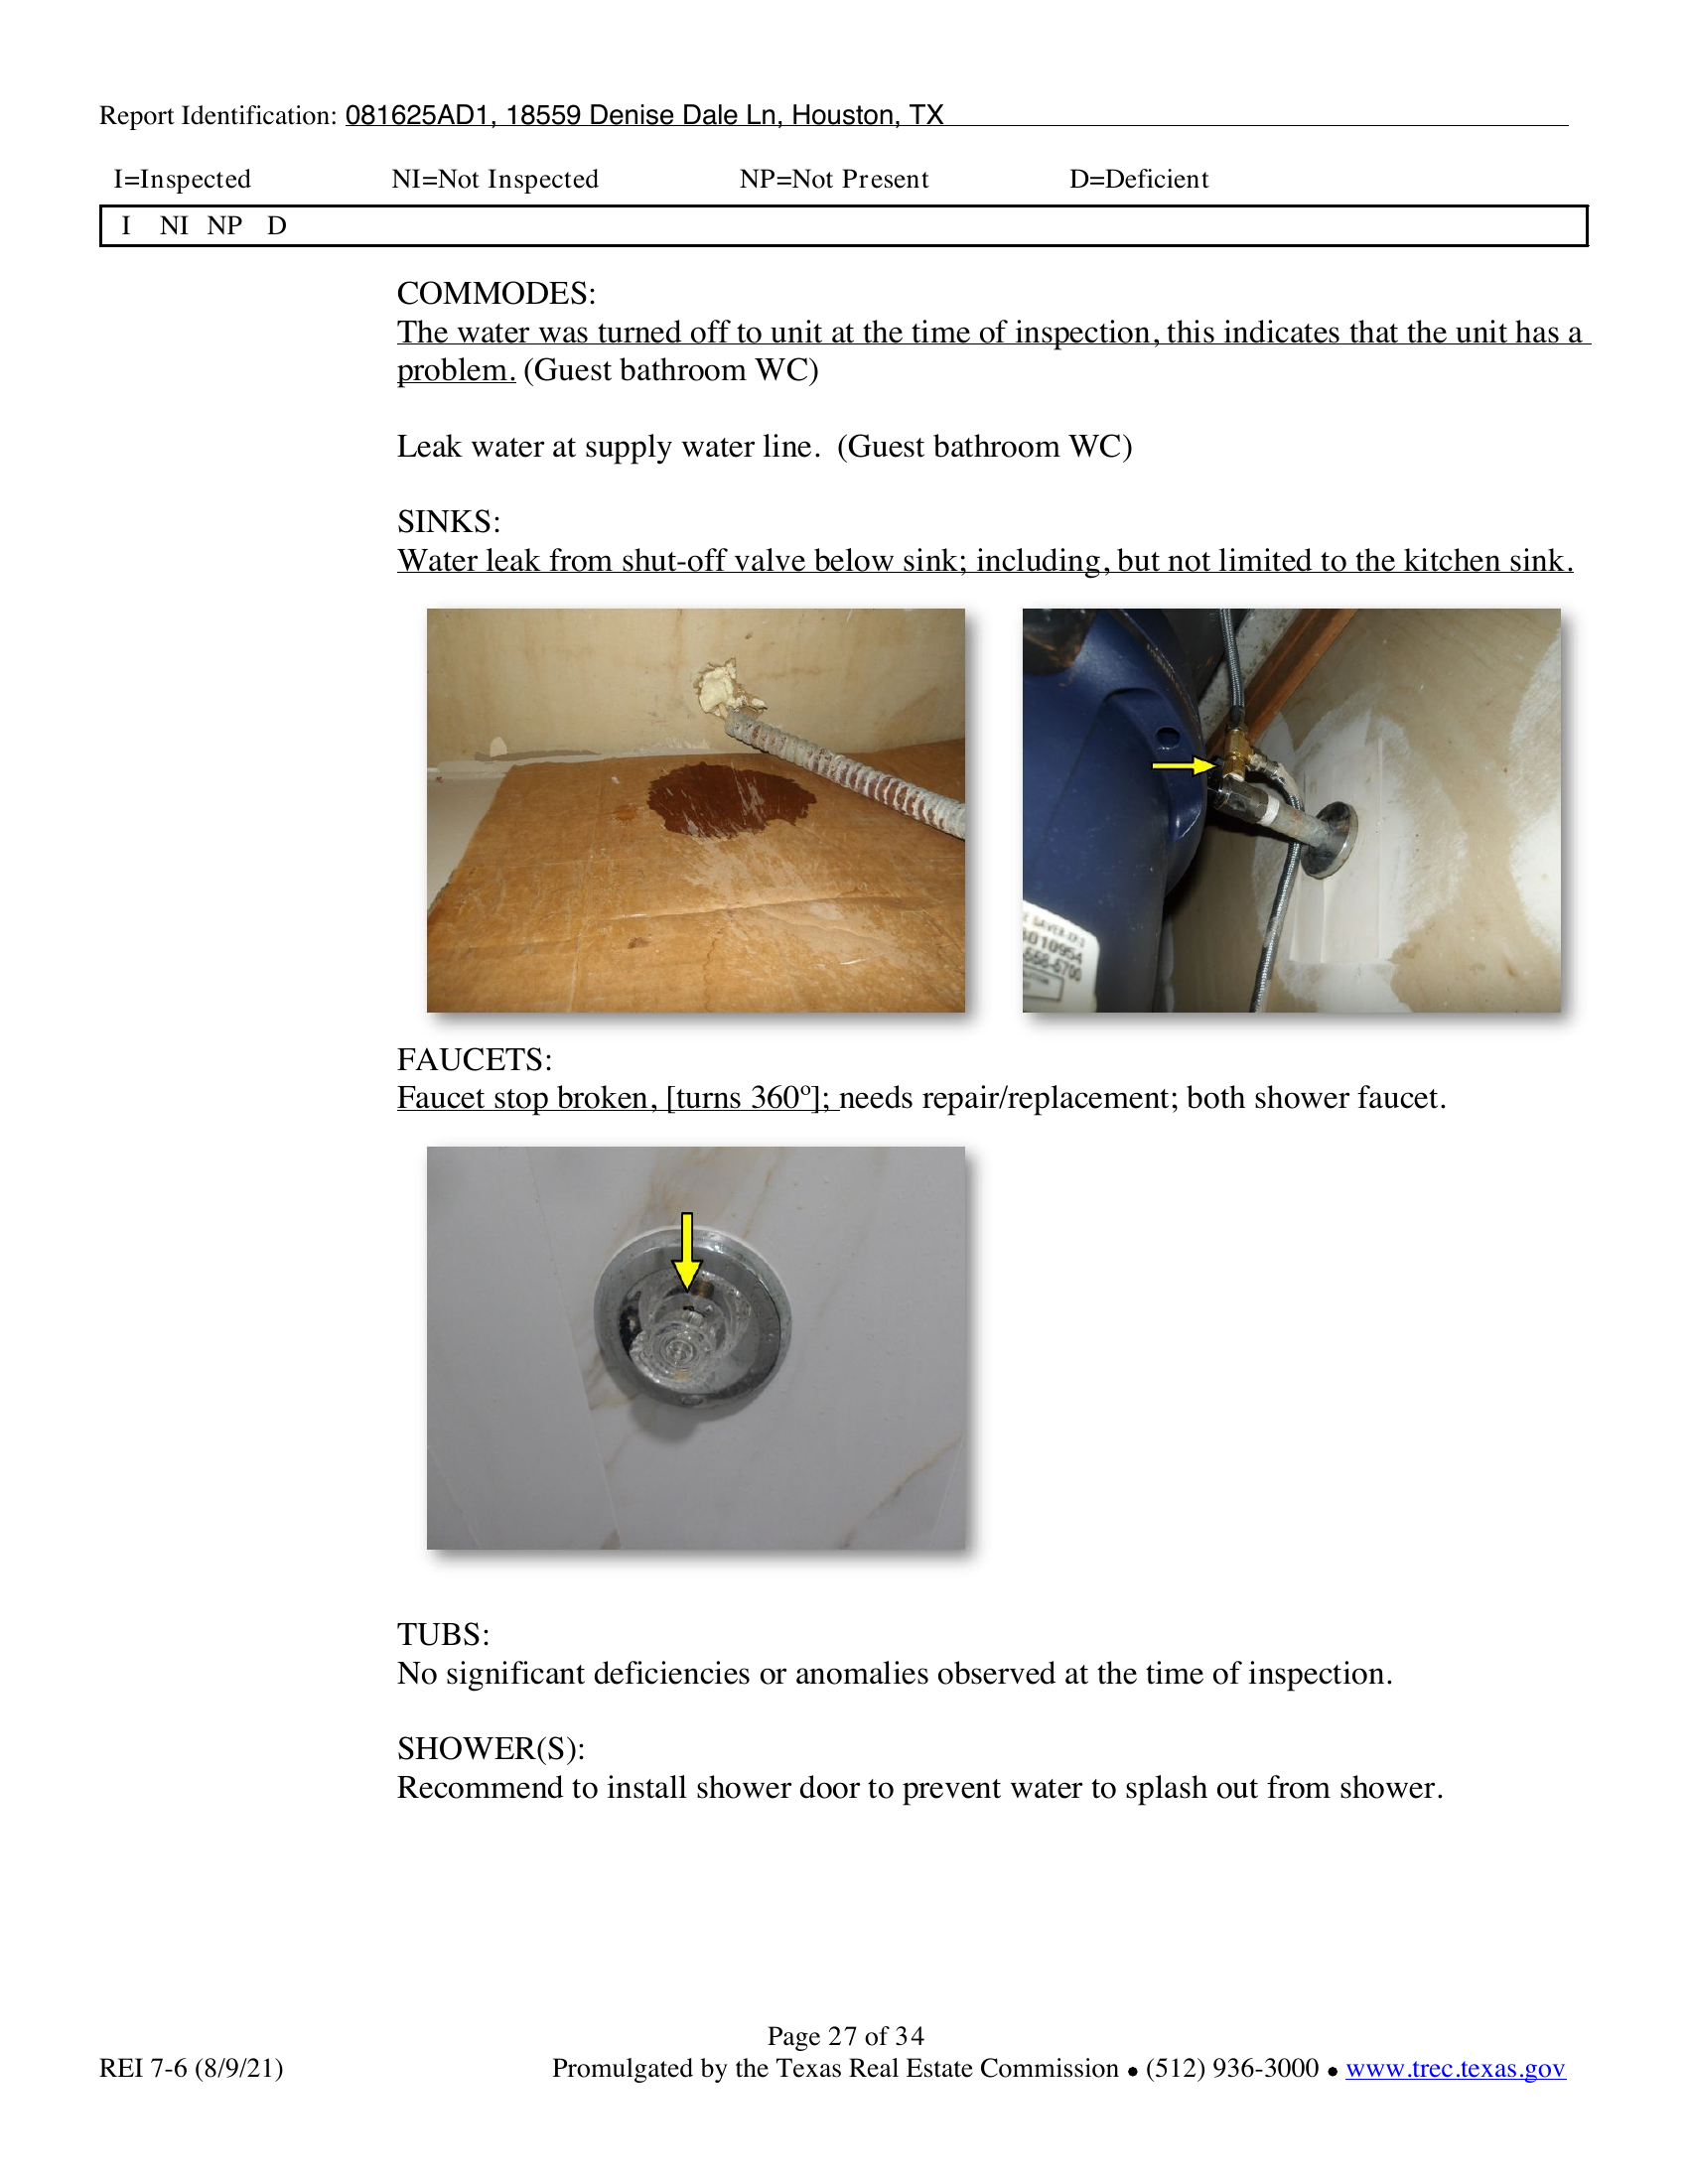 Report Identification: 081625AD1, 18559 Denise Dale Ln, Houston, TX
I=Inspected NI=Not Inspected NP=Not Present D=Deficient
I NI NP D
COMMODES:
The water was turned off to unit at the time of inspection, this indicates that the unit has a
problem. (Guest bathroom WC)
Leak water at supply water line. (Guest bathroom WC)
SINKS:
Water leak from shut-off valve below sink; including, but not limited to the kitchen sink.
FAUCETS:
Faucet stop broken, [turns 360º]; needs repair/replacement; both shower faucet.
TUBS:
No significant deficiencies or anomalies observed at the time of inspection.
SHOWER(S):
Recommend to install shower door to prevent water to splash out from shower.
Page 27 of 34
REI 7-6 (8/9/21) Promulgated by the Texas Real Estate Commission ● (512) 936-3000 ● www.trec.texas.gov